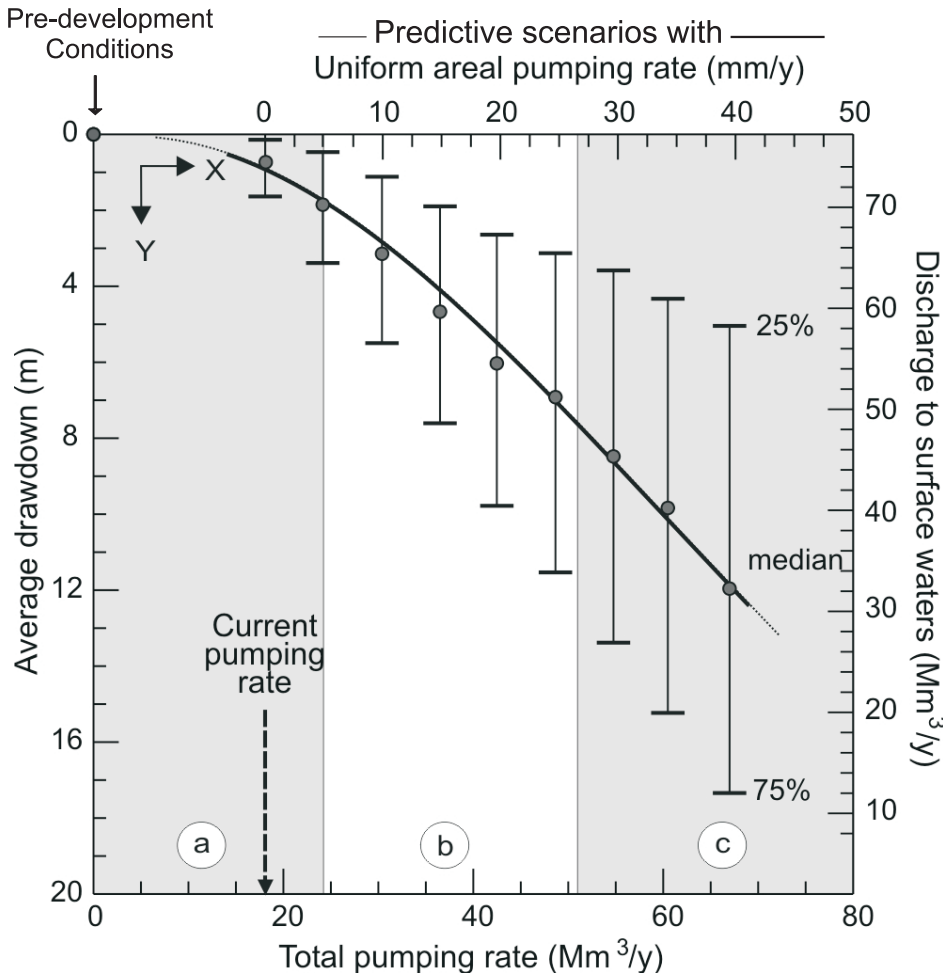 Pre-development
Conditions
Predictive scenarios with
Uniform areal pumping rate (mm/y)
0 10 20 30 40 50
0
4
8
12
16
20
Average drawdown (m)
X
Y
25%
median
75%
Current
pumping
rate
a b c
70
60
50
40
30
20
10
Discharge to surface waters (Mm³/y)
0 20 40 60 80
Total pumping rate (Mm³/y)